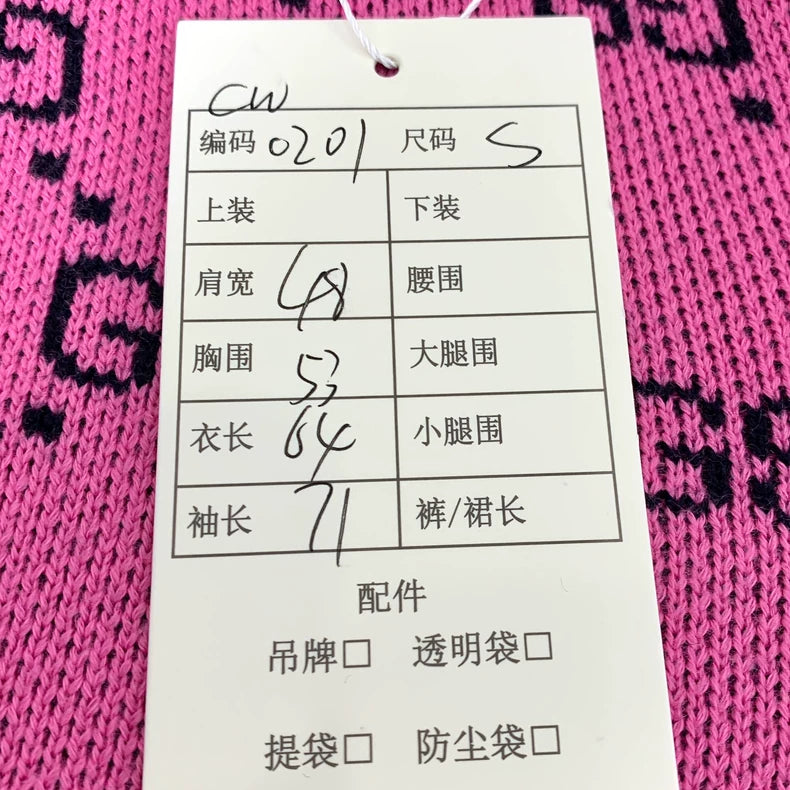 CW
编码 0201 尺码 S
上装 下装
肩宽 48 腰围
胸围 53 大腿围
衣长 64 小腿围
袖长 71 裤/裙长
配件
吊牌□ 透明袋□
提袋□ 防尘袋□